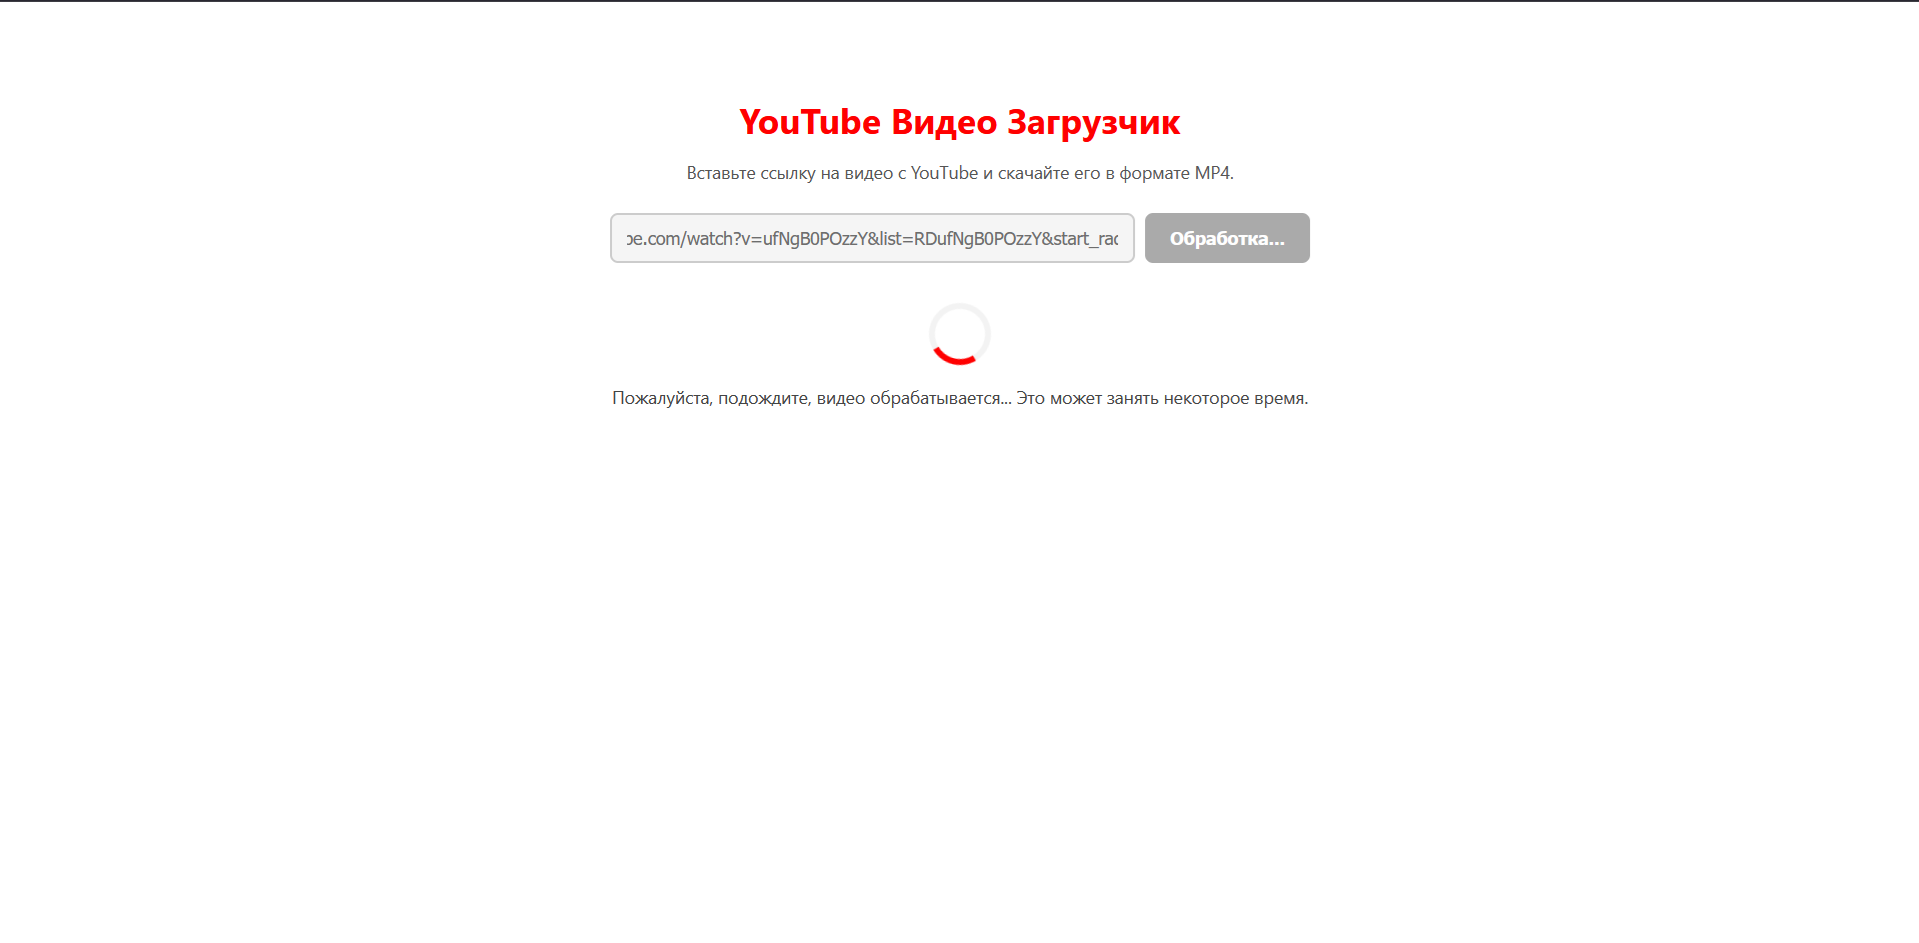 YouTube Видео Загрузчик
Вставьте ссылку на видео с YouTube и скачайте его в формате MP4.
be.com/watch?v=ufNgB0POzzY&list=RDufNgB0POzzY&start_rac
Обработка...
Пожалуйста, подождите, видео обрабатывается... Это может занять некоторое время.